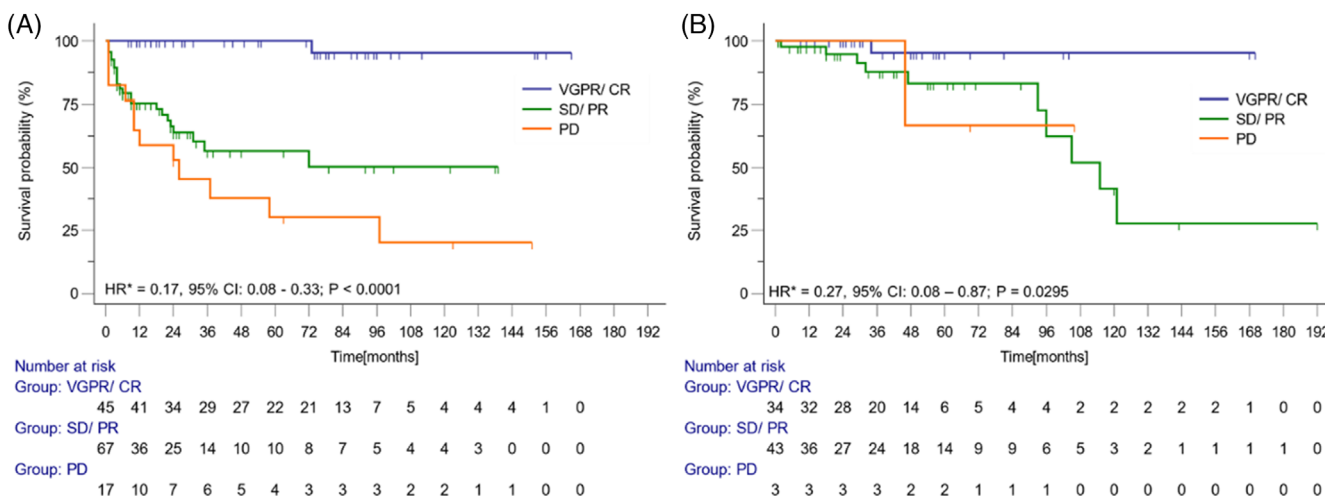 (A)
Survival probability (%)
100
75
50
25
0
VGPR/ CR
SD/ PR
PD
HR* = 0.17, 95% CI: 0.08 - 0.33; P < 0.0001
0 12 24 36 48 60 72 84 96 108 120 132 144 156 168 180 192
Time[months]
Number at risk
Group: VGPR/ CR
45 41 34 29 27 22 21 13 7 5 4 4 4 1 0
Group: SD/ PR
67 36 25 14 10 10 8 7 5 4 4 3 0 0 0
Group: PD
17 10 7 6 5 4 3 3 3 2 2 1 1 0 0
(B)
Survival probability (%)
100
75
50
25
0
VGPR/ CR
SD/ PR
PD
HR* = 0.27, 95% CI: 0.08 – 0.87; P = 0.0295
0 12 24 36 48 60 72 84 96 108 120 132 144 156 168 180 192
Time[months]
Number at risk
Group: VGPR/ CR
34 32 28 20 14 6 5 4 4 2 2 2 2 2 1 0 0
Group: SD/ PR
43 36 27 24 18 14 9 9 6 5 3 2 1 1 1 1 0
Group: PD
3 3 3 3 2 2 1 1 1 0 0 0 0 0 0 0 0